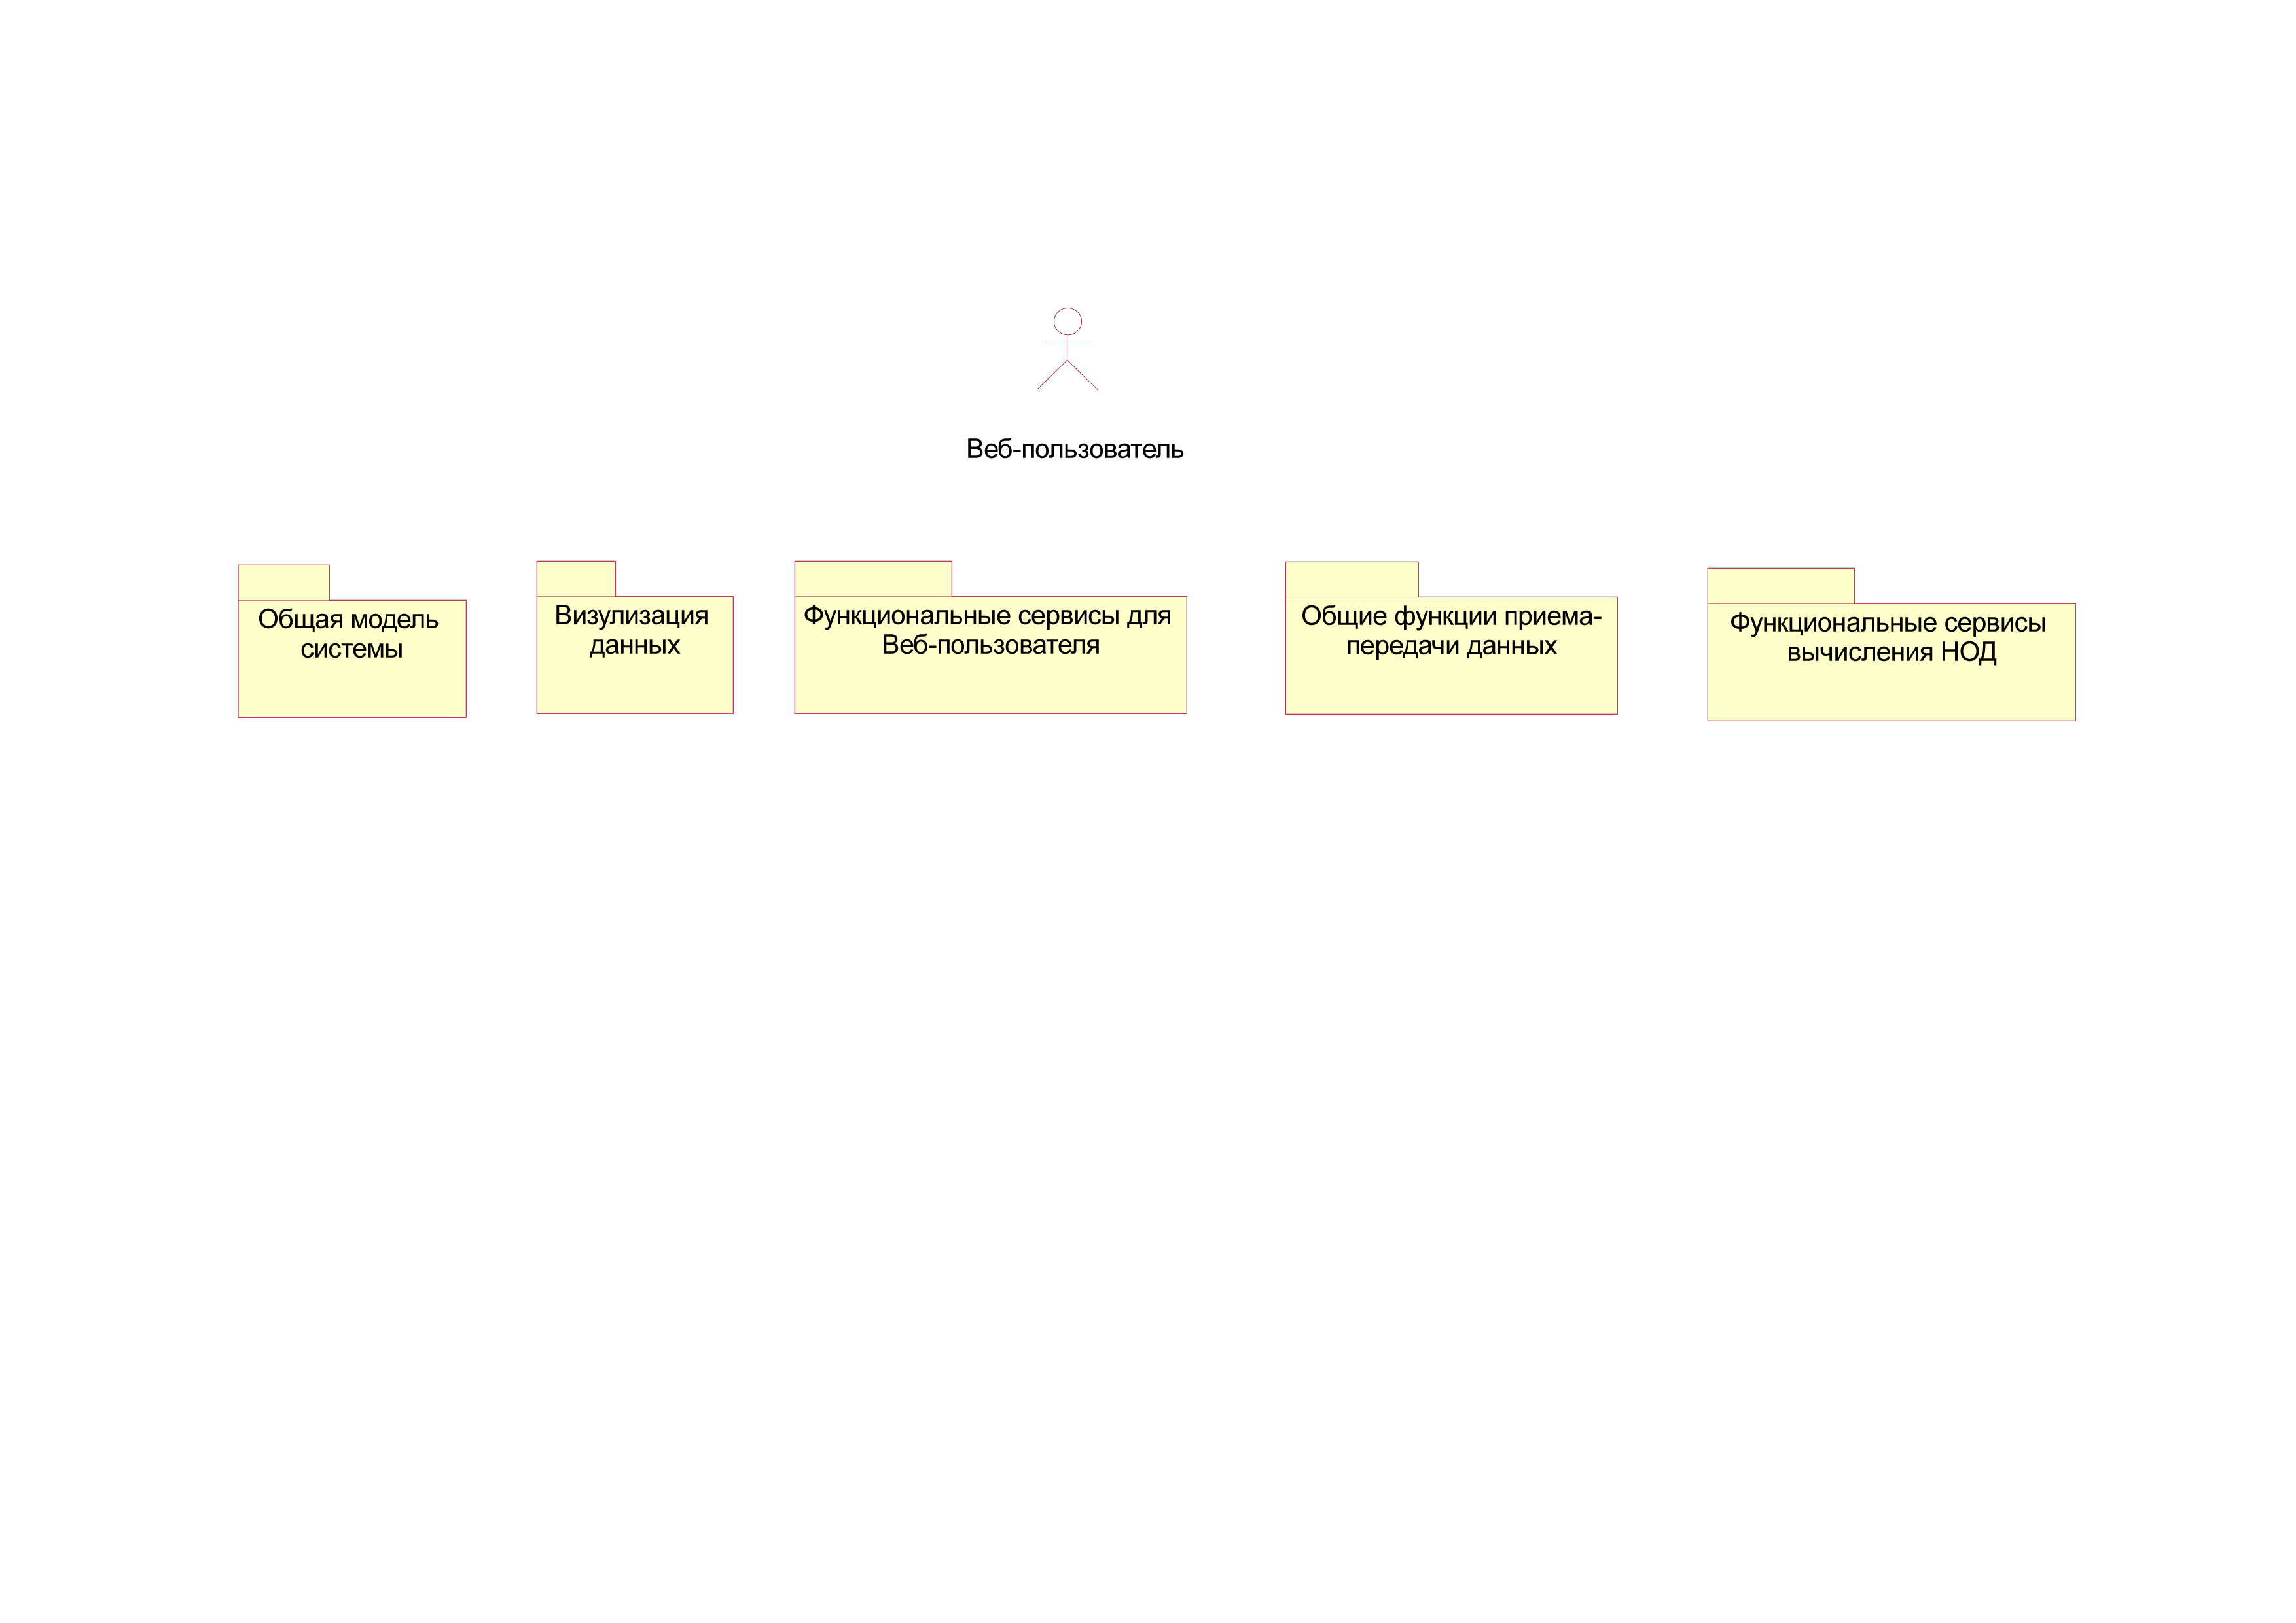 Веб-пользователь
Общая модель
системы
Визулизация
данных
Функциональные сервисы для
Веб-пользователя
Общие функции приема-
передачи данных
Функциональные сервисы
вычисления НОД